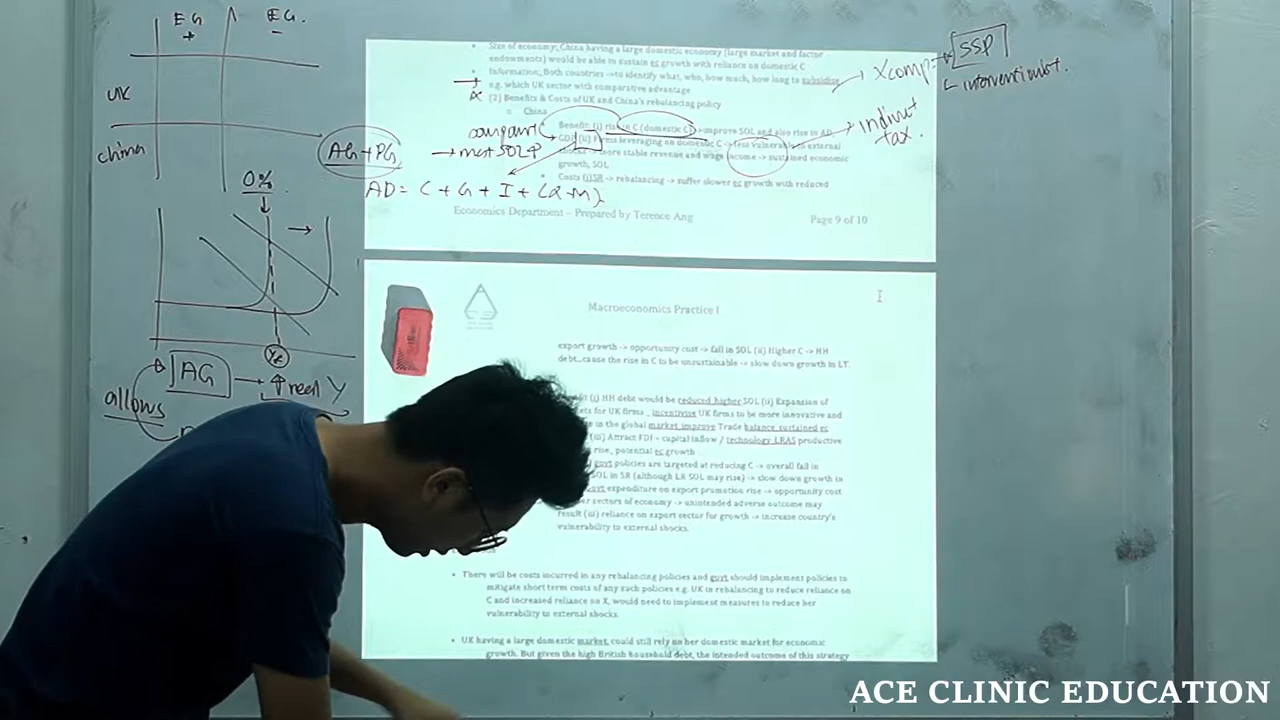 EG EG.
+ -
UK
China
AG+PG
0%
Ye
AG → ↑ real Y
allows
• Size of economy; China having a large domestic economy (large market and factor
endowments) would be able to sustain ec growth with reliance on domestic C
• Information; Both countries ->to identify what, who, how much, how long to subsidise
e.g. which UK sector with comparative advantage
(2) Benefits & Costs of UK and China's rebalancing policy
o China
Benefit: (i) rise in C (domestic C)-> improve SOL and also rise in AD
GDP (ii) Firms leveraging on domestic C -> less vulnerable to external
more stable revenue and wage income -> sustained economic
growth, SOL
• Costs (i)SR -> rebalancing -> suffer slower ec growth with reduced
→
AD = C + G + I + (X-M)
Economics Department – Prepared by Terence Ang Page 9 of 10
X comp → SSP
interventionist.
indirect
tax.
Macroeconomics Practice I
export growth -> opportunity cost -> fall in SOL (ii) Higher C -> HH
debt..cause the rise in C to be unsustainable -> slow down growth in LT.
(i) HH debt would be reduced higher SOL (ii) Expansion of
for UK firms , incentivise UK firms to be more innovative and
in the global market improve Trade balance sustained ec
(iii) Attract FDI – capital inflow / technology LRAS productive
rise, potential ec growth
govt policies are targeted at reducing C -> overall fall in
SOL in SR (although LR SOL may rise) -> slow down growth in
expenditure on export promotion rise -> opportunity cost
sectors of economy -> unintended adverse outcome may
result (iii) reliance on export sector for growth -> increase country's
vulnerability to external shocks.
• There will be costs incurred in any rebalancing policies and govt should implement policies to
mitigate short term costs of any such policies e.g. UK in rebalancing to reduce reliance on
C and increased reliance on X, would need to implement measures to reduce her
vulnerability to external shocks.
• UK having a large domestic market, could still rely on her domestic market for economic
growth. But given the high British household debt, the intended outcome of this strategy
ACE CLINIC EDUCATION